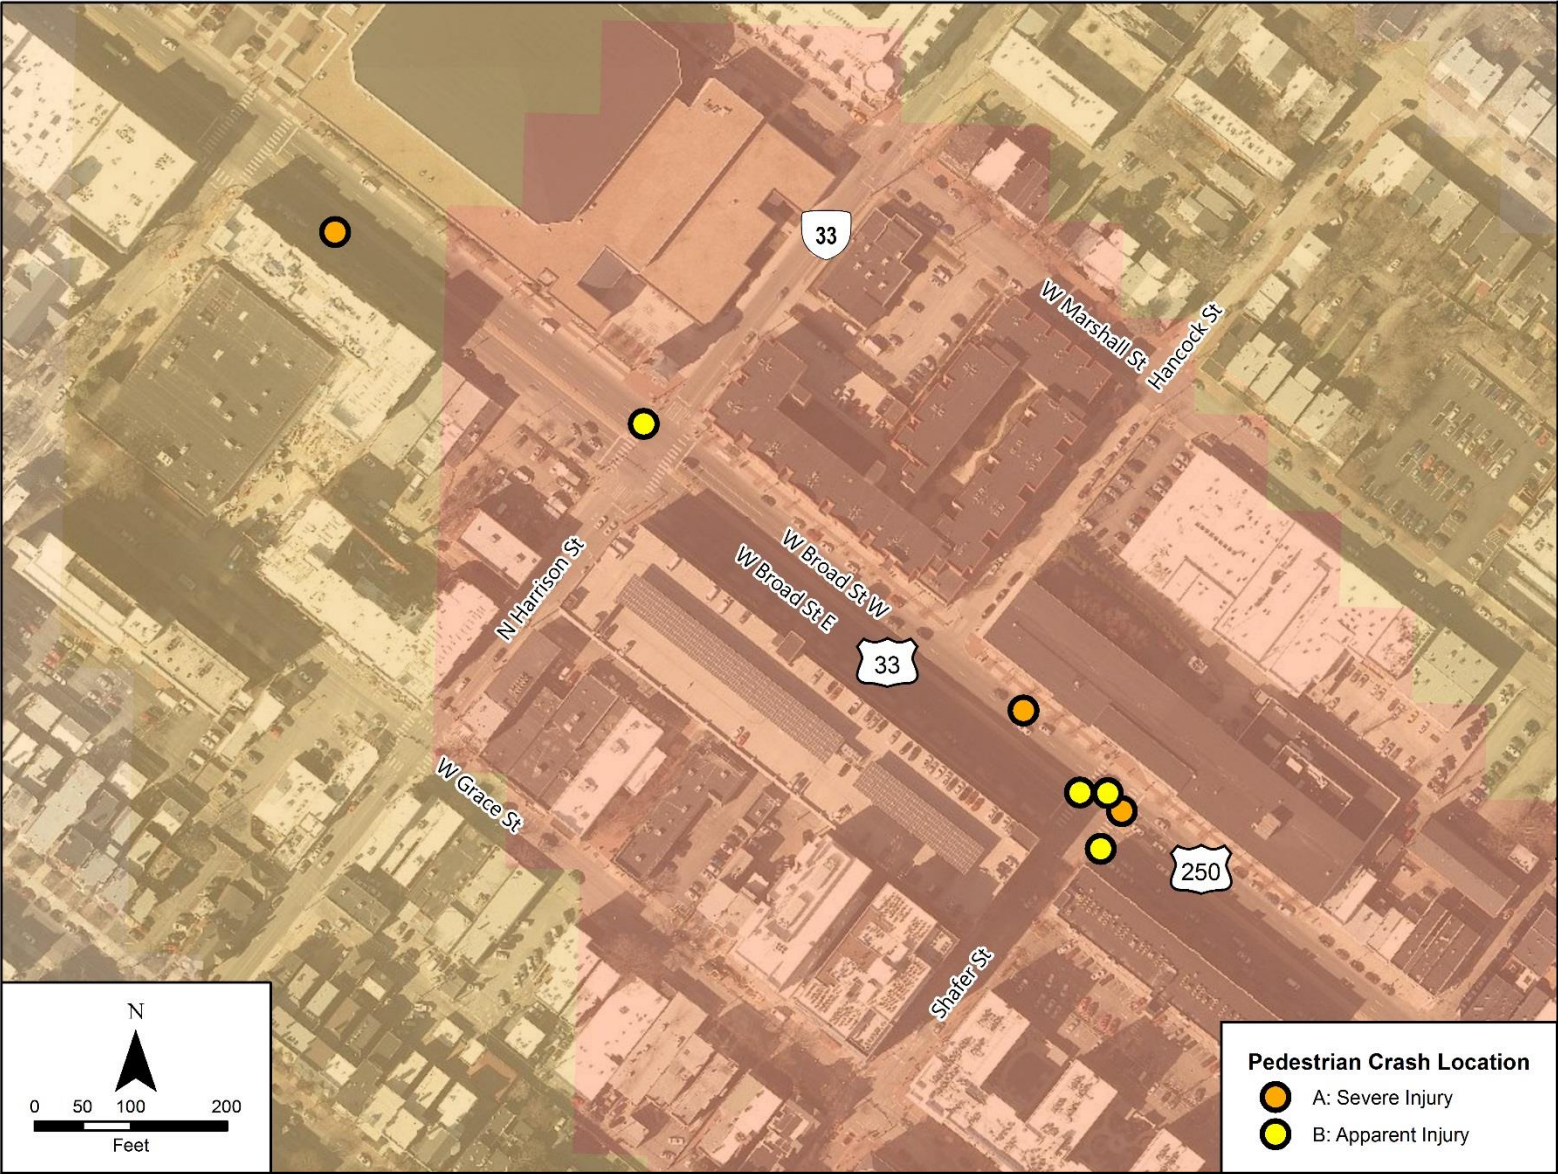 33
W Marshall St
Hancock St
W Broad St W
W Broad St E
N Harrison St
33
W Grace St
250
Shafer St
N
0 50 100 200
Feet
Pedestrian Crash Location
A: Severe Injury
B: Apparent Injury